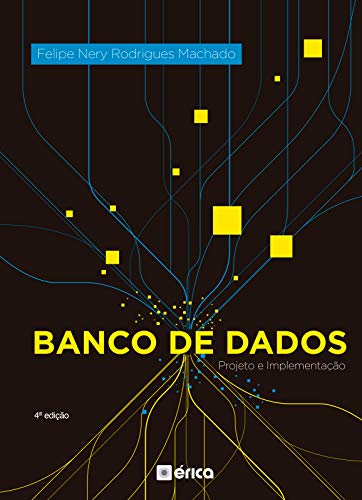 Felipe Nery Rodrigues Machado
BANCO DE DADOS
Projeto e Implementação
4ª edição
érica